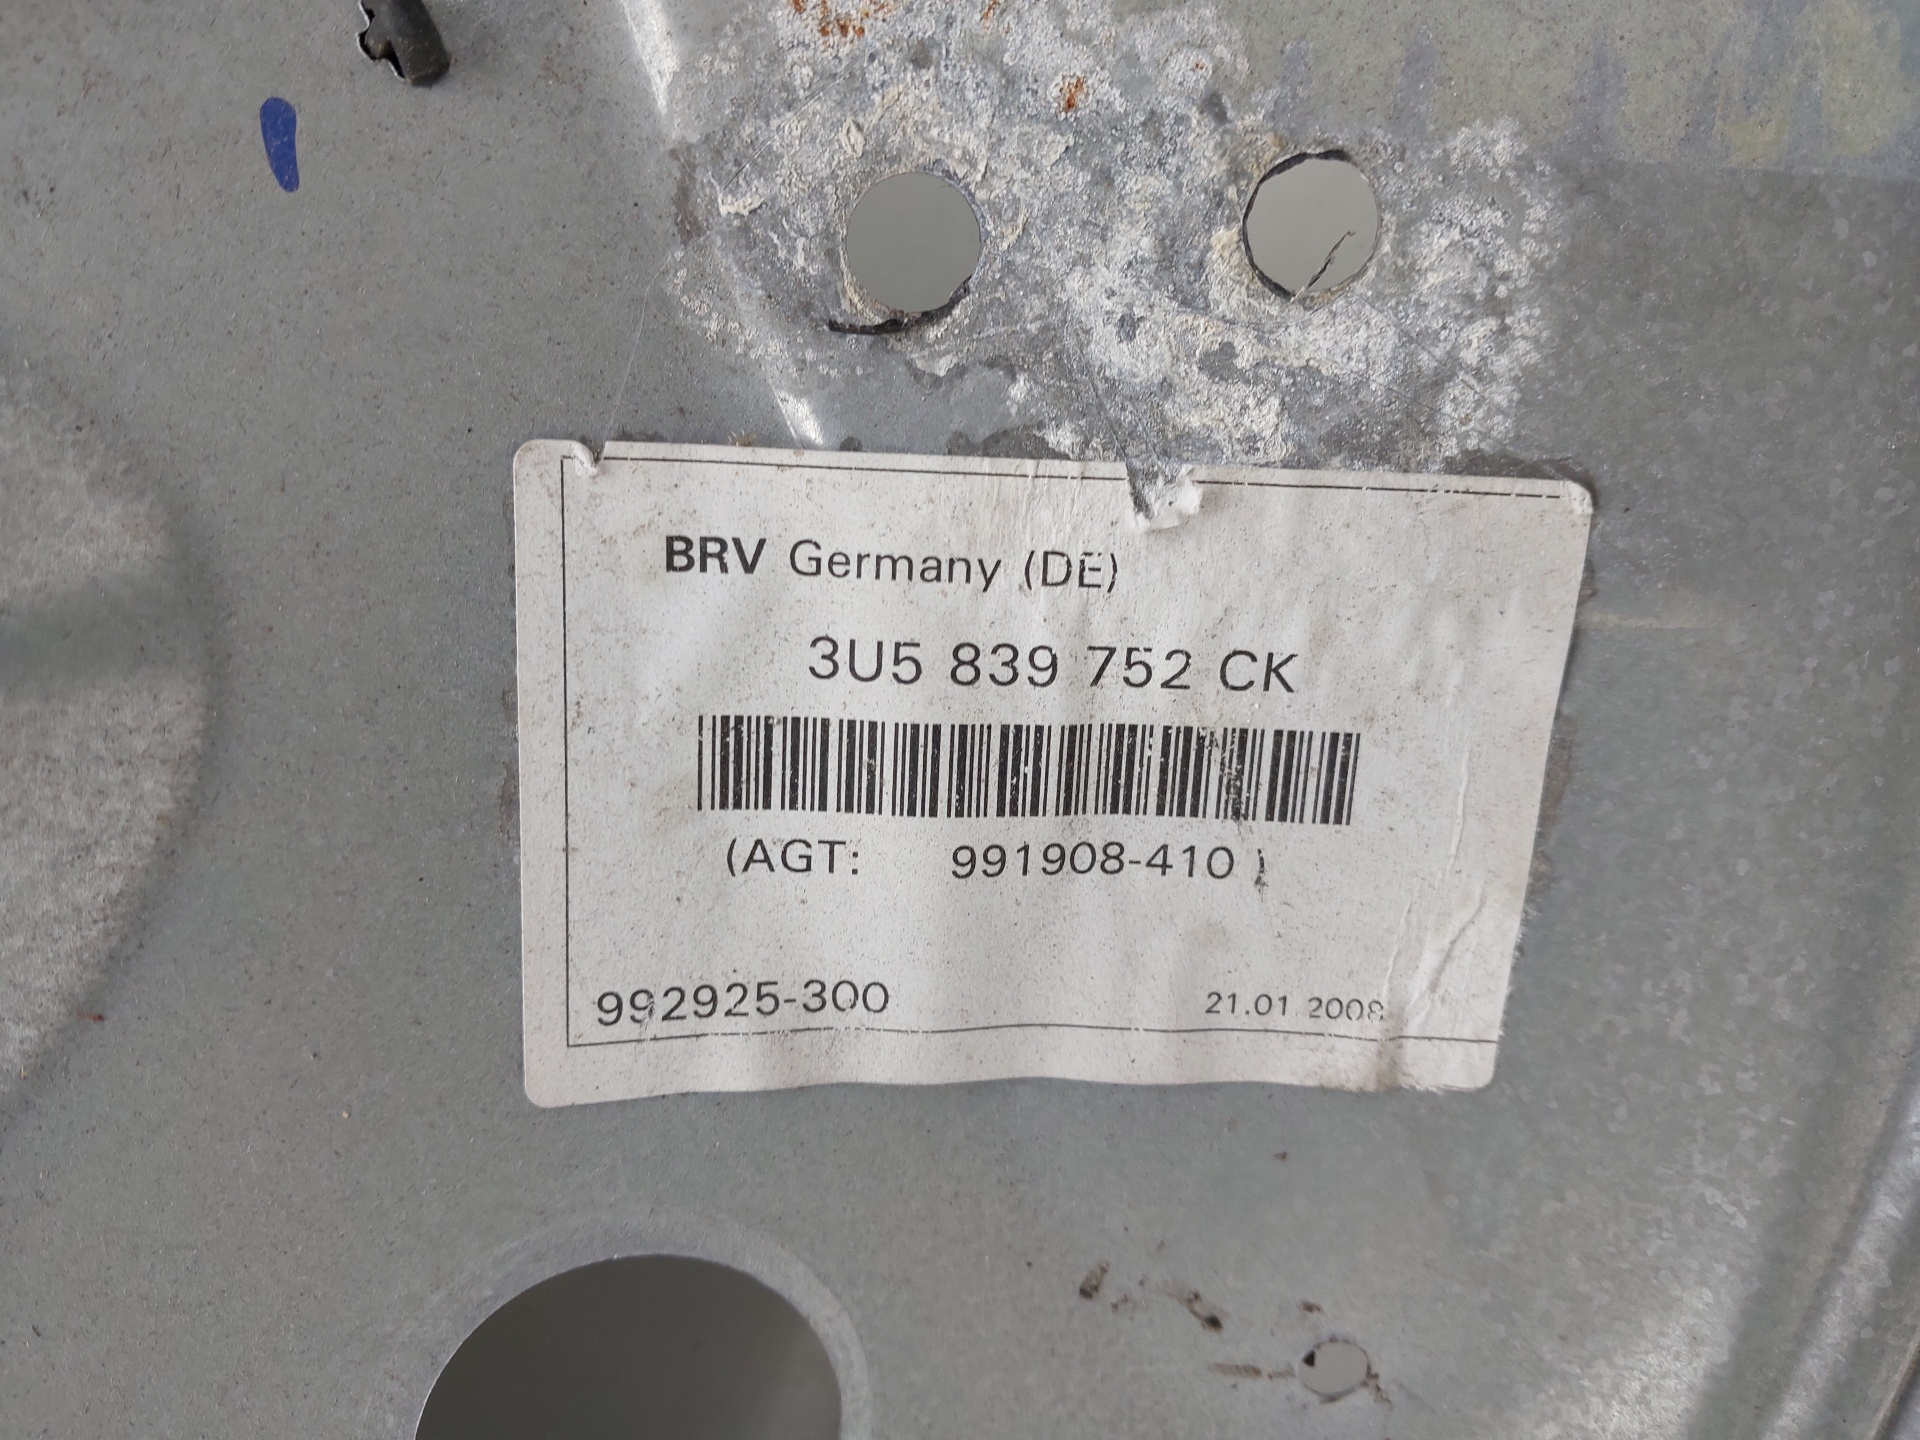 BRV Germany (DE)
3U5 839 752 CK
(AGT: 991908-410)
992925-300
21.01 2008